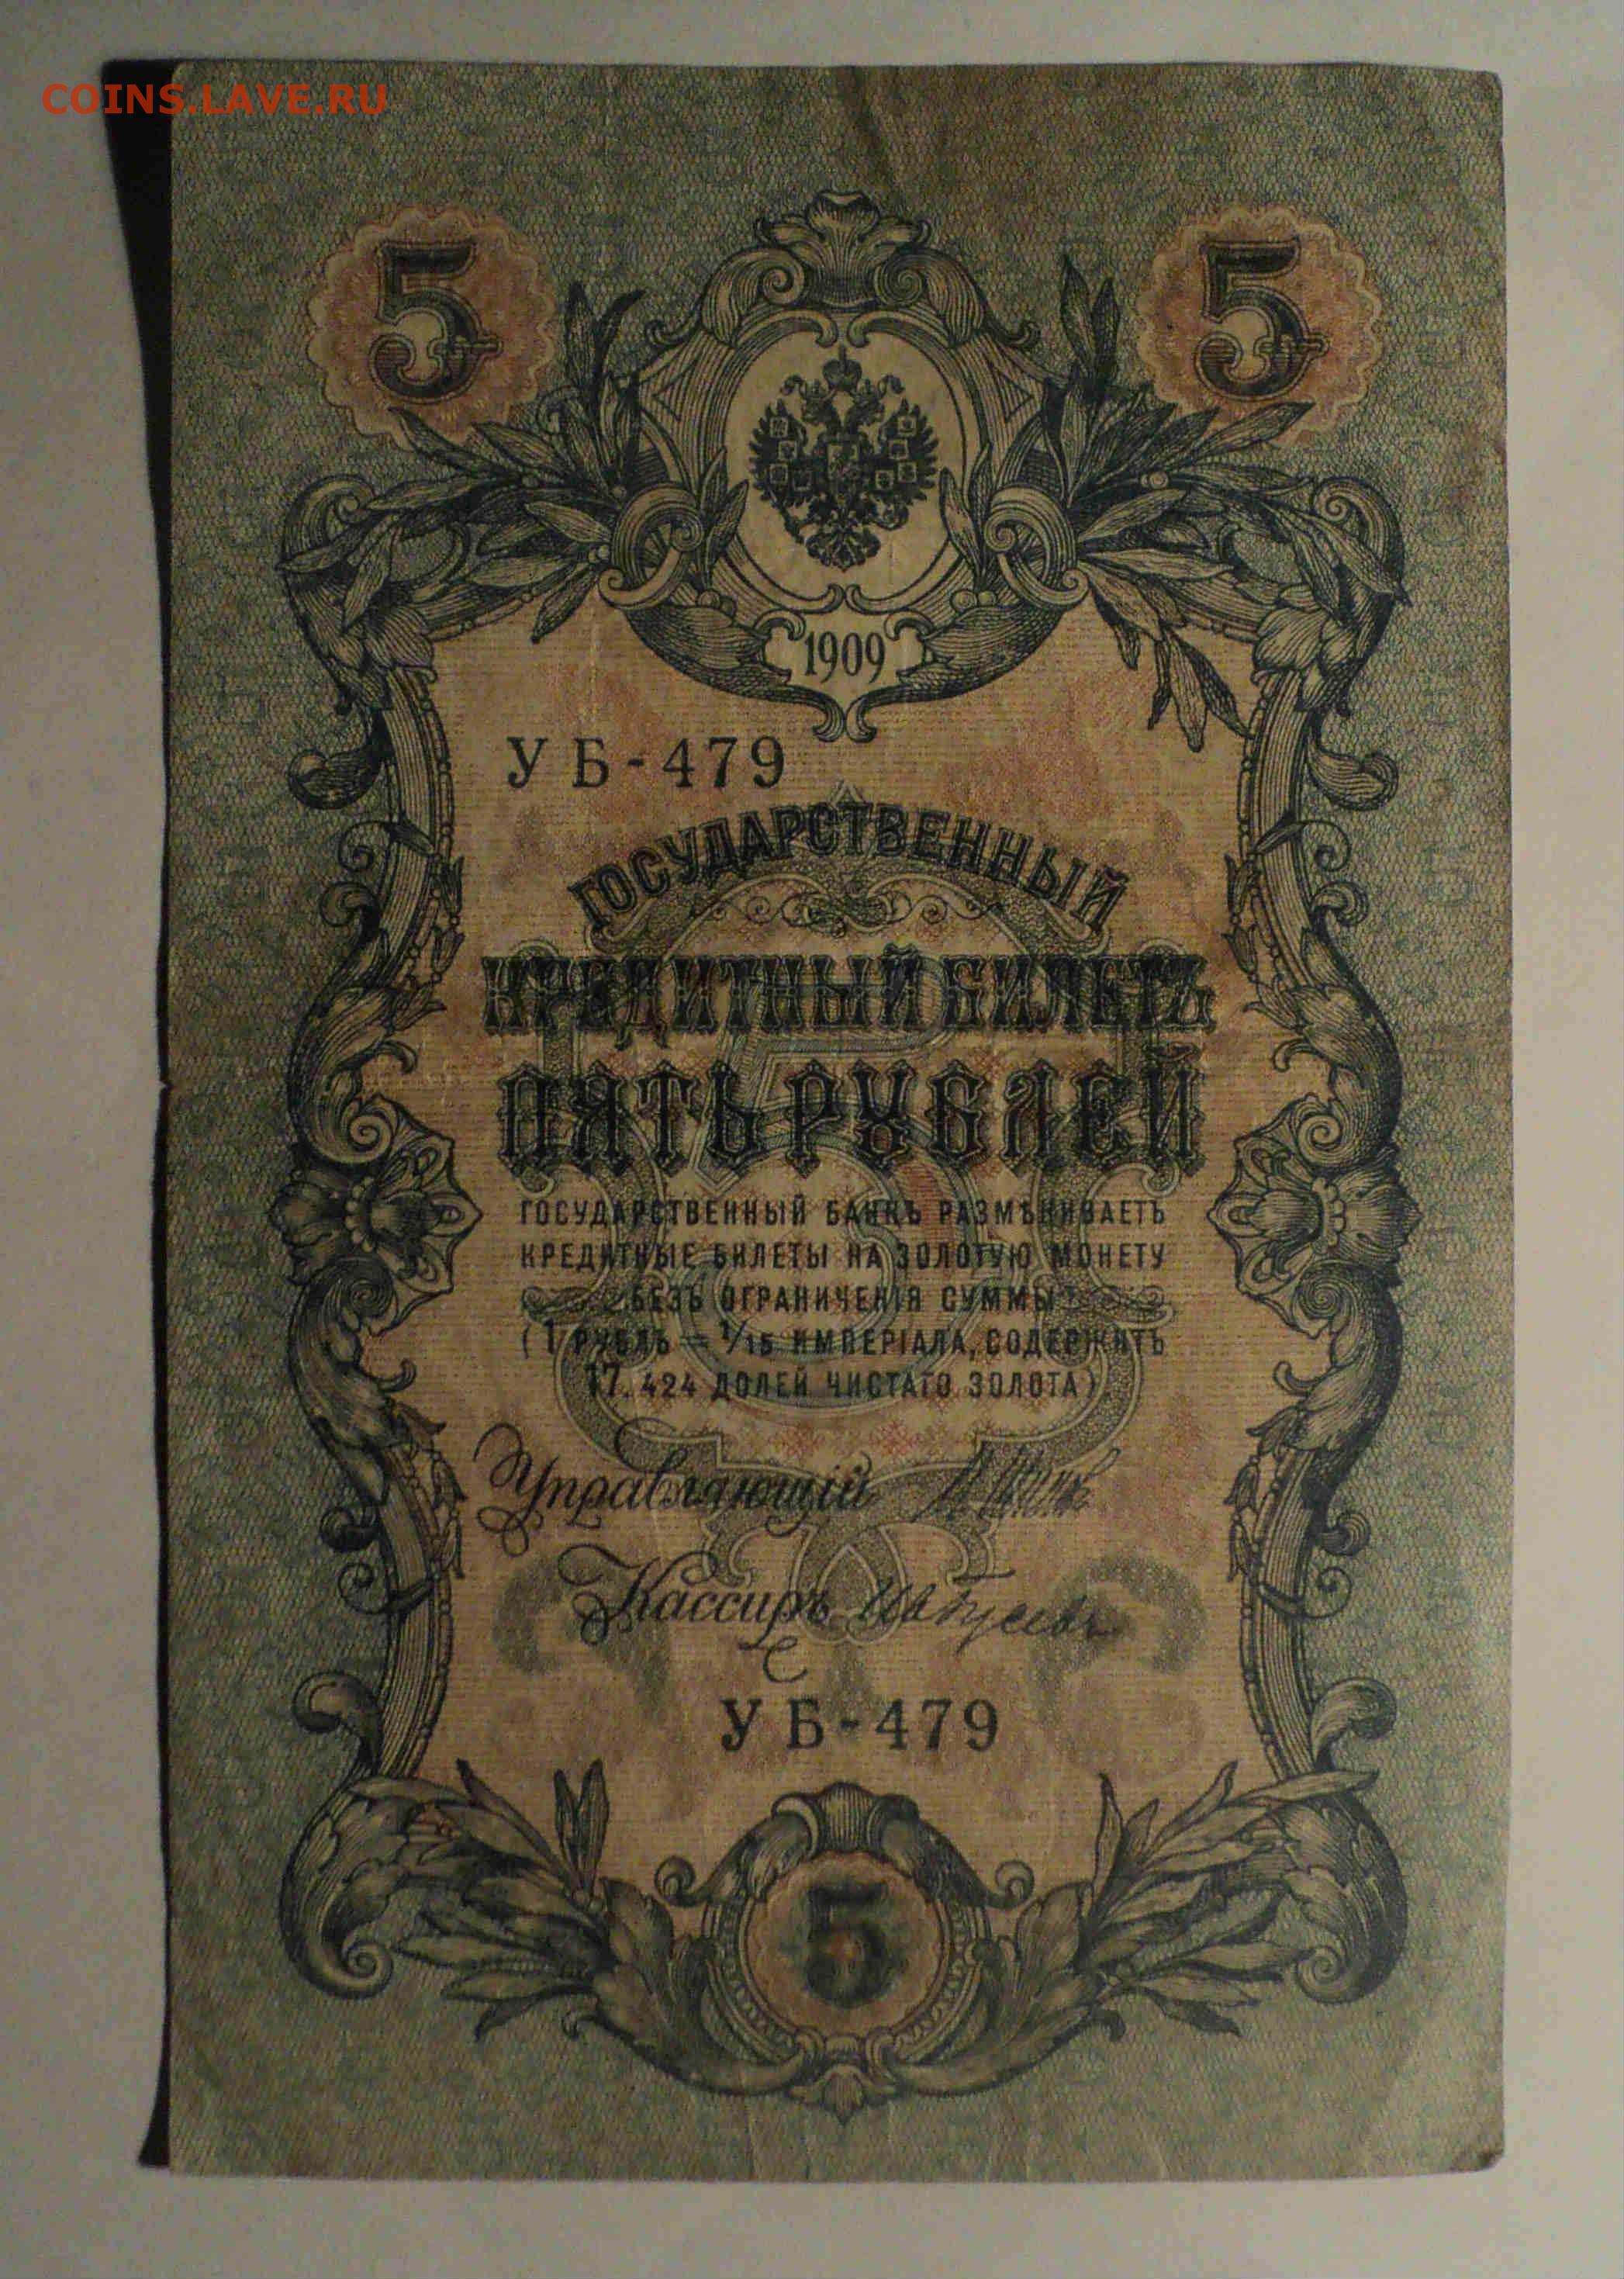 COINS.LAVE.RU
5 5
1909
УБ-479
ГОСУДАРСТВЕННЫЙ
КРЕДИТНЫЙ БИЛЕТЪ
ПЯТЬ РУБЛЕЙ
ГОСУДАРСТВЕННЫЙ БАНКЪ РАЗМѢНИВАЕТЪ
КРЕДИТНЫЕ БИЛЕТЫ НА ЗОЛОТУЮ МОНЕТУ
БЕЗЪ ОГРАНИЧЕНІЯ СУММЫ
(1 РУБЛЬ = 1/15 ИМПЕРІАЛА, СОДЕРЖИТЪ
17.424 ДОЛЕЙ ЧИСТАГО ЗОЛОТА).
Управляющій
Кассиръ
УБ-479
5